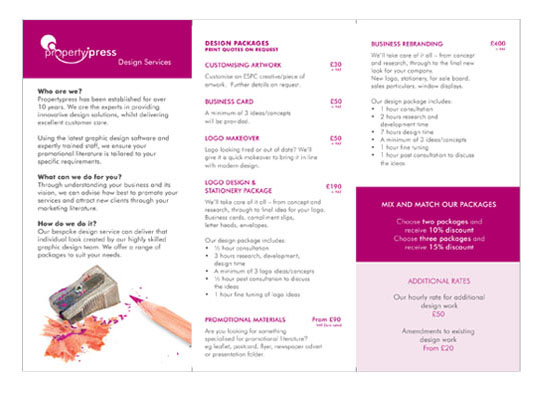 propertypress
Design Services
Who are we?
Propertypress has been established for over
10 years. We are the experts in providing
innovative design solutions, whilst delivering
excellent customer care.
Using the latest graphic design software and
expertly trained staff, we ensure your
promotional literature is tailored to your
specific requirements.
What can we do for you?
Through understanding your business and its
vision, we can advise how best to promote your
services and attract new clients through your
marketing literature.
How do we do it?
Our bespoke design service can deliver that
individual look created by our highly skilled
graphic design team. We offer a range of
packages to suit your needs.
DESIGN PACKAGES
PRINT QUOTES ON REQUEST
CUSTOMISING ARTWORK £30
+ VAT
Customise an ESPC creative/piece of
artwork. Further details on request.
BUSINESS CARD £50
+ VAT
A minimum of 3 ideas/concepts
will be provided.
LOGO MAKEOVER £50
+ VAT
Logo looking tired or out of date? We'll
give it a quick makeover to bring it in line
with modern design.
LOGO DESIGN &
STATIONERY PACKAGE £190
+ VAT
We'll take care of it all – from concept and
research, through to final idea for your logo.
Business cards, compliment slips,
letter heads, envelopes.
Our design package includes:
• ½ hour consultation
• 3 hours research, development,
design time
• A minimum of 3 logo ideas/concepts
• ½ hour post consultation to discuss
the ideas
• 1 hour fine tuning of logo ideas
PROMOTIONAL MATERIALS From £90
VAT Zero rated
Are you looking for something
specialised for promotional literature?
eg leaflet, postcard, flyer, newspaper advert
or presentation folder.
BUSINESS REBRANDING £400
+ VAT
We'll take care of it all – from concept
and research, through to the final new
look for your company.
New logo, stationery, for sale board,
sales particulars, window displays.
Our design package includes:
• 1 hour consultation
• 2 hours research and
development time
• 7 hours design time
• A minimum of 3 ideas/concepts
• 1 hour fine tuning
• 1 hour post consultation to discuss
the ideas
MIX AND MATCH OUR PACKAGES
Choose two packages and
receive 10% discount
Choose three packages and
receive 15% discount
ADDITIONAL RATES
Our hourly rate for additional
design work
£50
Amendments to existing
design work
From £20